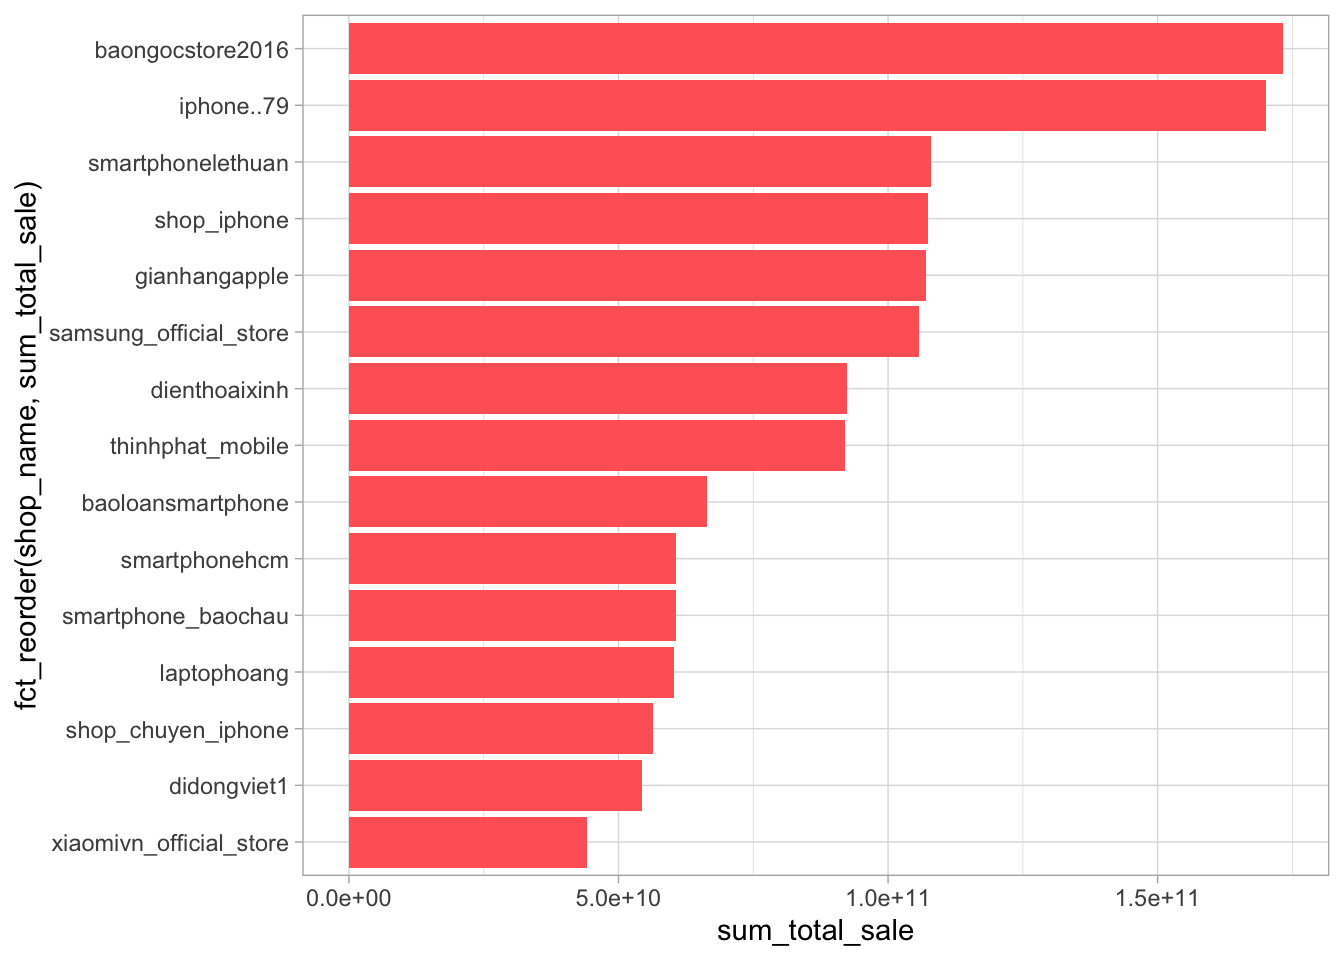 fct_reorder(shop_name, sum_total_sale)
baongocstore2016
iphone..79
smartphonelethuan
shop_iphone
gianhangapple
samsung_official_store
dienthoaixinh
thinhphat_mobile
baoloansmartphone
smartphonehcm
smartphone_baochau
laptophoang
shop_chuyen_iphone
didongviet1
xiaomivn_official_store
0.0e+00 5.0e+10 1.0e+11 1.5e+11
sum_total_sale